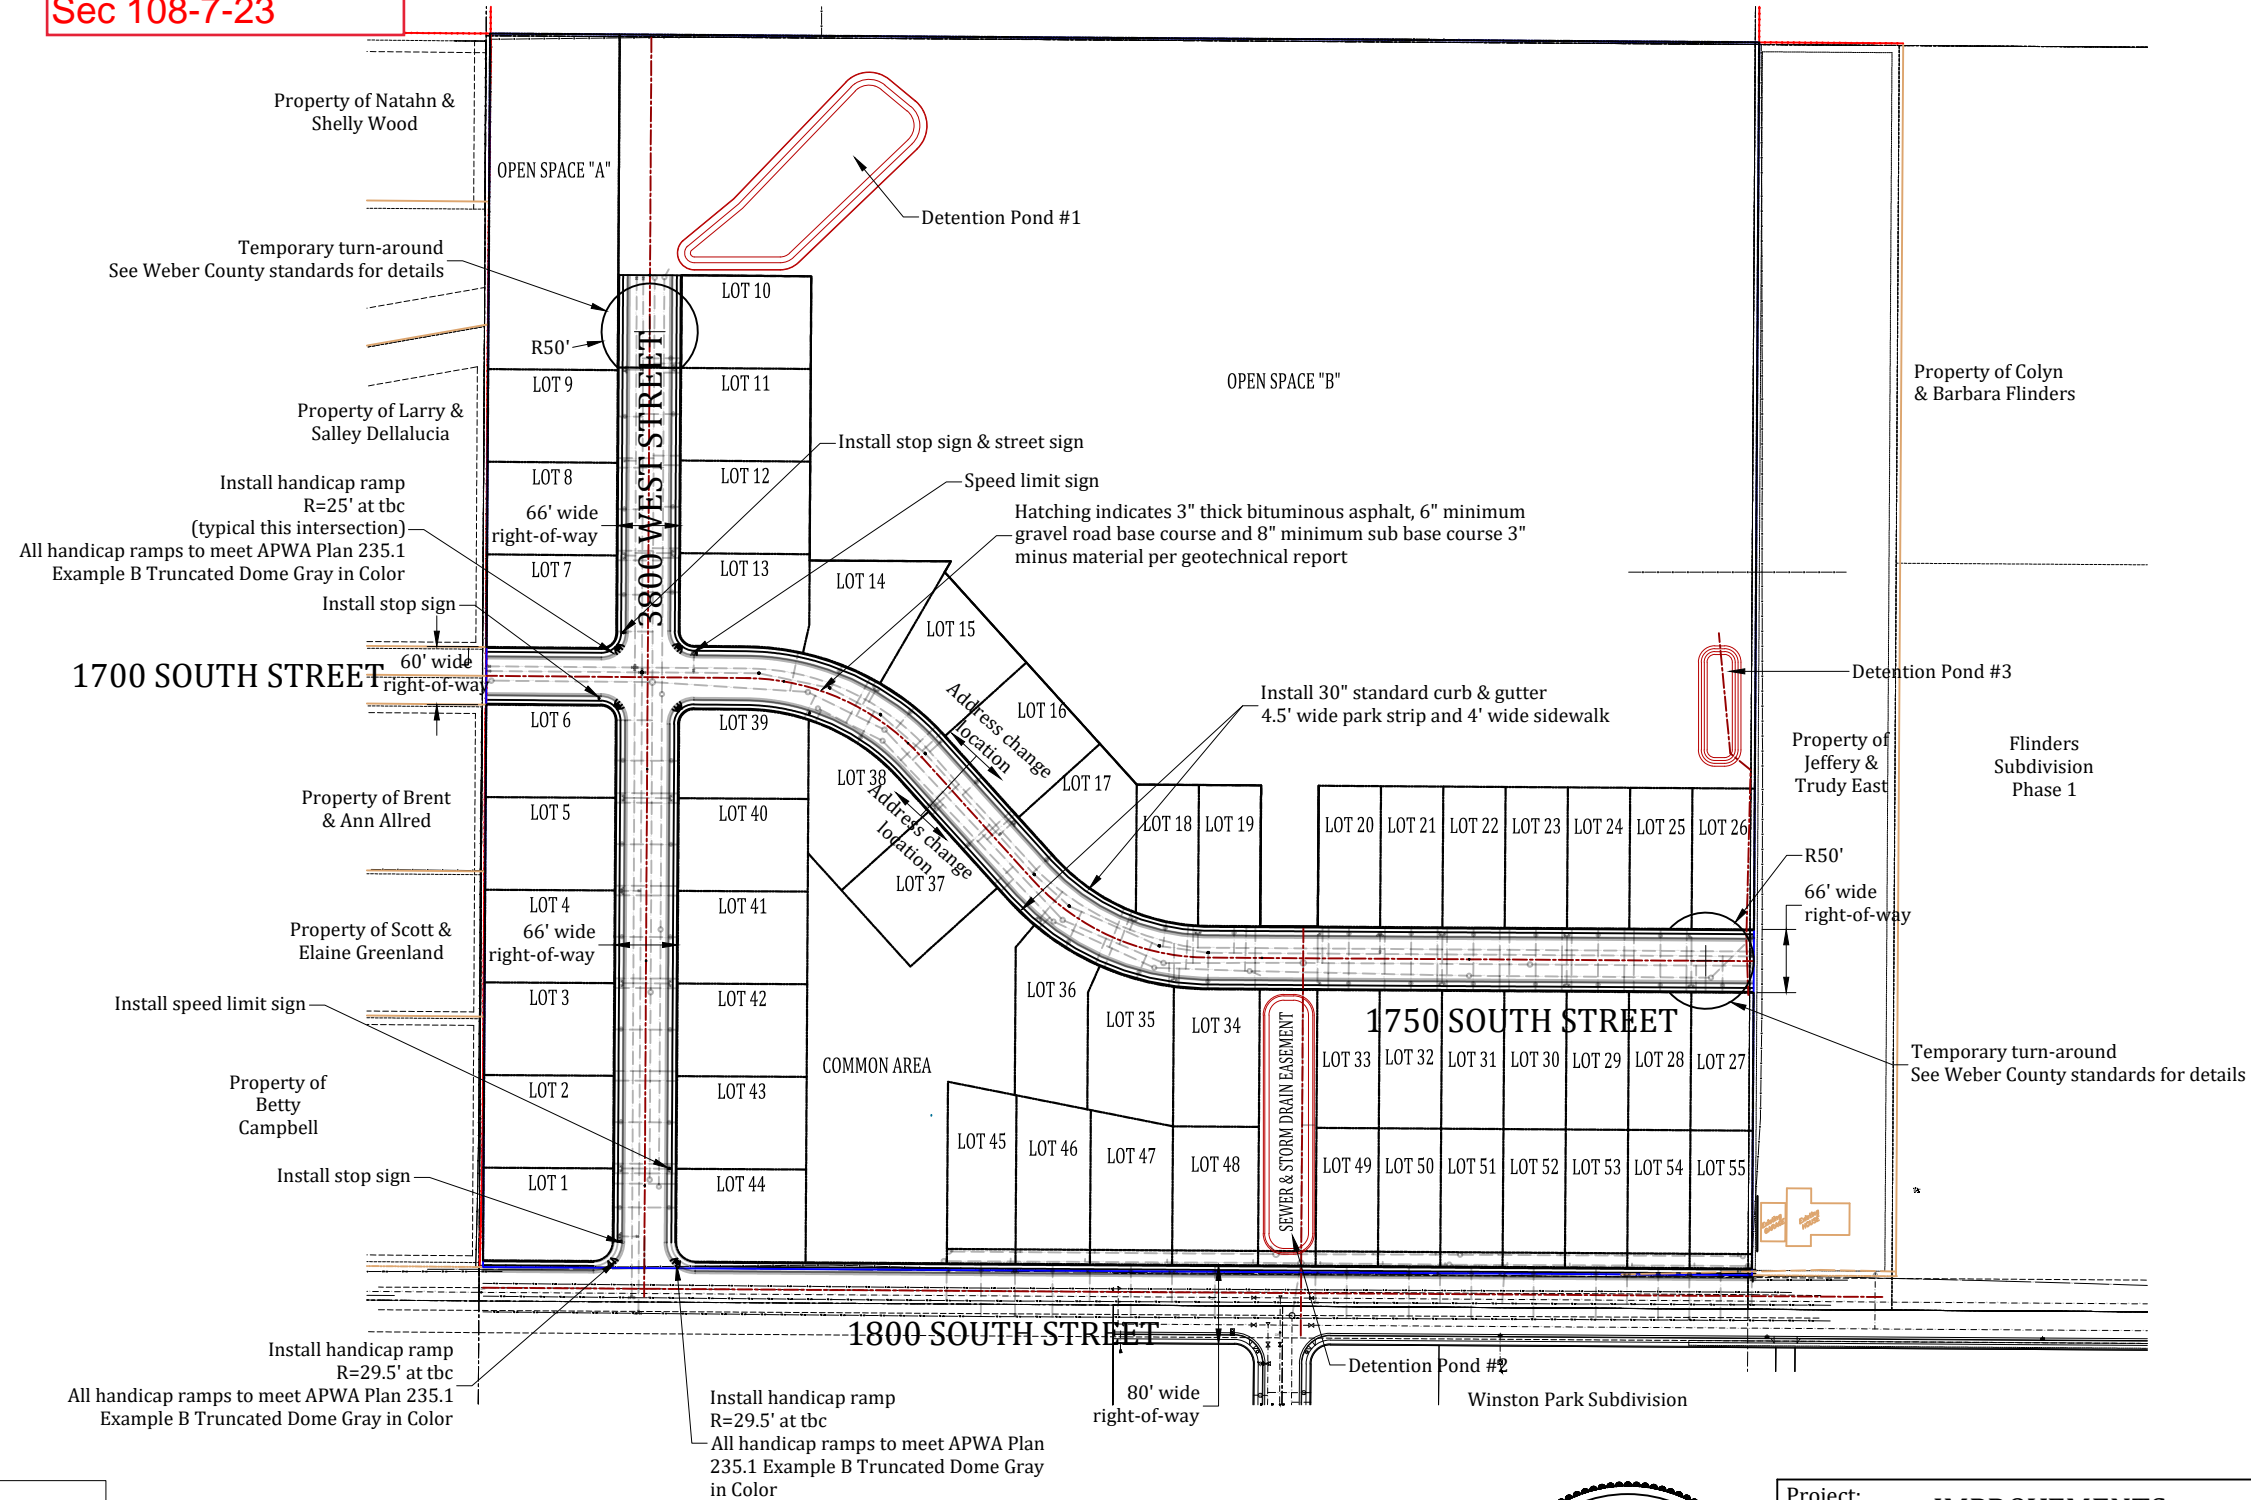 Sec 108-7-23
Property of Natahn &
Shelly Wood
OPEN SPACE "A"
Detention Pond #1
Temporary turn-around
See Weber County standards for details
LOT 10
R50'
3800 WEST STREET
LOT 9
LOT 11
OPEN SPACE "B"
Property of Colyn
& Barbara Flinders
Property of Larry &
Salley Dellalucia
Install stop sign & street sign
LOT 8
LOT 12
Speed limit sign
Install handicap ramp
R=25' at tbc
(typical this intersection)
All handicap ramps to meet APWA Plan 235.1
Example B Truncated Dome Gray in Color
66' wide
right-of-way
Hatching indicates 3" thick bituminous asphalt, 6" minimum
gravel road base course and 8" minimum sub base course 3"
minus material per geotechnical report
LOT 7
LOT 13
LOT 14
Install stop sign
LOT 15
1700 SOUTH STREET
60' wide
right-of-way
Detention Pond #3
LOT 6
LOT 39
LOT 16
Address change
location
Install 30" standard curb & gutter
4.5' wide park strip and 4' wide sidewalk
Property of
Jeffery &
Trudy East
Flinders
Subdivision
Phase 1
LOT 38
LOT 17
Address change
location
Property of Brent
& Ann Allred
LOT 5
LOT 40
LOT 18
LOT 19
LOT 20
LOT 21
LOT 22
LOT 23
LOT 24
LOT 25
LOT 26
R50'
LOT 37
66' wide
right-of-way
LOT 4
LOT 41
66' wide
right-of-way
Property of Scott &
Elaine Greenland
LOT 36
LOT 3
LOT 42
Install speed limit sign
LOT 35
LOT 34
1750 SOUTH STREET
COMMON AREA
SEWER & STORM DRAIN EASEMENT
LOT 33
LOT 32
LOT 31
LOT 30
LOT 29
LOT 28
LOT 27
Temporary turn-around
See Weber County standards for details
Property of
Betty
Campbell
LOT 2
LOT 43
LOT 45
LOT 46
LOT 47
LOT 48
LOT 49
LOT 50
LOT 51
LOT 52
LOT 53
LOT 54
LOT 55
Install stop sign
LOT 1
LOT 44
Existing
HOUSE
1800 SOUTH STREET
Install handicap ramp
R=29.5' at tbc
All handicap ramps to meet APWA Plan 235.1
Example B Truncated Dome Gray in Color
Detention Pond #2
Install handicap ramp
R=29.5' at tbc
All handicap ramps to meet APWA Plan
235.1 Example B Truncated Dome Gray
in Color
80' wide
right-of-way
Winston Park Subdivision
Project:
IMPROVEMENTS